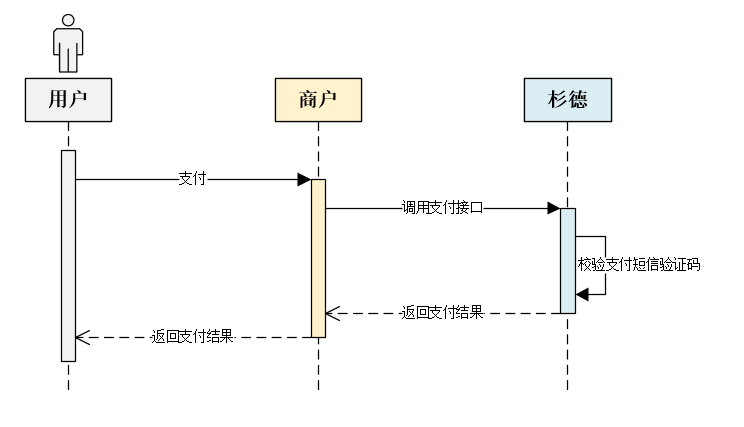 用户
商户
杉德
支付
调用支付接口
校验支付短信验证码
返回支付结果
返回支付结果